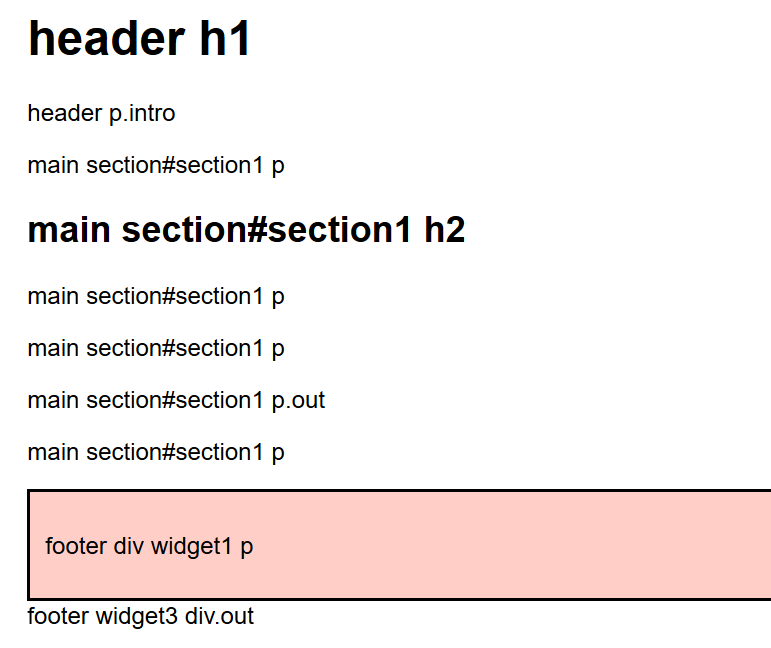 header h1
header p.intro
main section#section1 p
main section#section1 h2
main section#section1 p
main section#section1 p
main section#section1 p.out
main section#section1 p
footer div widget1 p
footer widget3 div.out